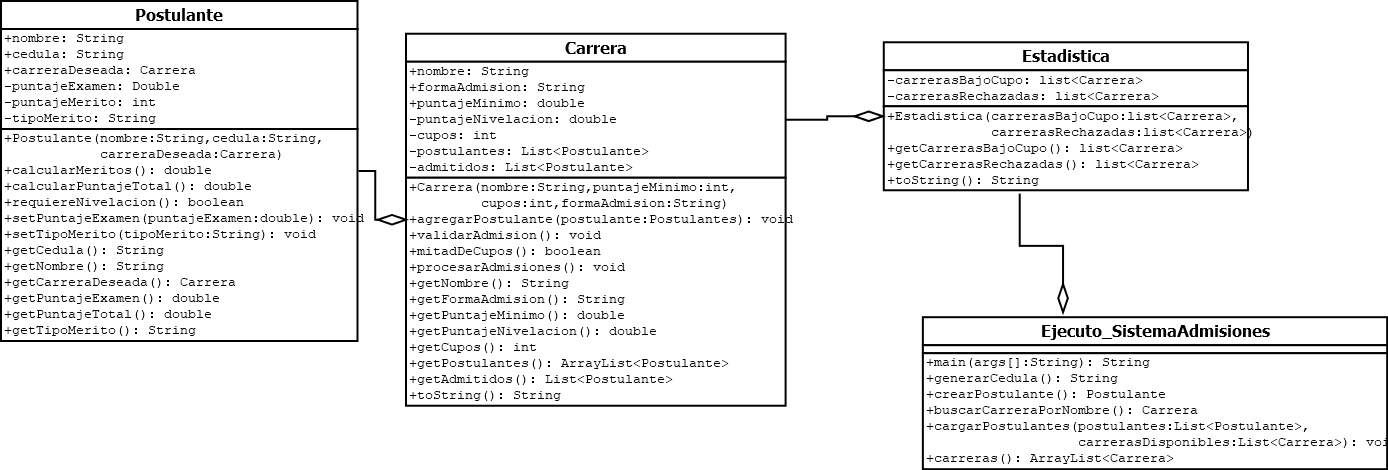 Postulante
+nombre: String
+cedula: String
+carreraDeseada: Carrera
-puntajeExamen: Double
-puntajeMerito: int
-tipoMerito: String
+Postulante(nombre:String,cedula:String,
carreraDeseada:Carrera)
+calcularMeritos(): double
+calcularPuntajeTotal(): double
+requiereNivelacion(): boolean
+setPuntajeExamen(puntajeExamen:double): void
+setTipoMerito(tipoMerito:String): void
+getCedula(): String
+getNombre(): String
+getCarreraDeseada(): Carrera
+getPuntajeExamen(): double
+getPuntajeTotal(): double
+getTipoMerito(): String
Carrera
+nombre: String
+formaAdmision: String
+puntajeMinimo: double
-puntajeNivelacion: double
-cupos: int
-postulantes: List<Postulante>
-admitidos: List<Postulante>
+Carrera(nombre:String,puntajeMinimo:int,
cupos:int,formaAdmision:String)
+agregarPostulante(postulante:Postulantes): void
+validarAdmision(): void
+mitadDeCupos(): boolean
+procesarAdmisiones(): void
+getNombre(): String
+getFormaAdmision(): String
+getPuntajeMinimo(): double
+getPuntajeNivelacion(): double
+getCupos(): int
+getPostulantes(): ArrayList<Postulante>
+getAdmitidos(): List<Postulante>
+toString(): String
Estadistica
-carrerasBajoCupo: list<Carrera>
-carrerasRechazadas: list<Carrera>
+Estadistica(carrerasBajoCupo:list<Carrera>,
carrerasRechazadas:list<Carrera>)
+getCarrerasBajoCupo(): list<Carrera>
+getCarrerasRechazadas(): list<Carrera>
+toString(): String
Ejecuto_SistemaAdmisiones
+main(args[]:String): String
+generarCedula(): String
+crearPostulante(): Postulante
+buscarCarreraPorNombre(): Carrera
+cargarPostulantes(postulantes:List<Postulante>,
carrerasDisponibles:List<Carrera>): voi
+carreras(): ArrayList<Carrera>